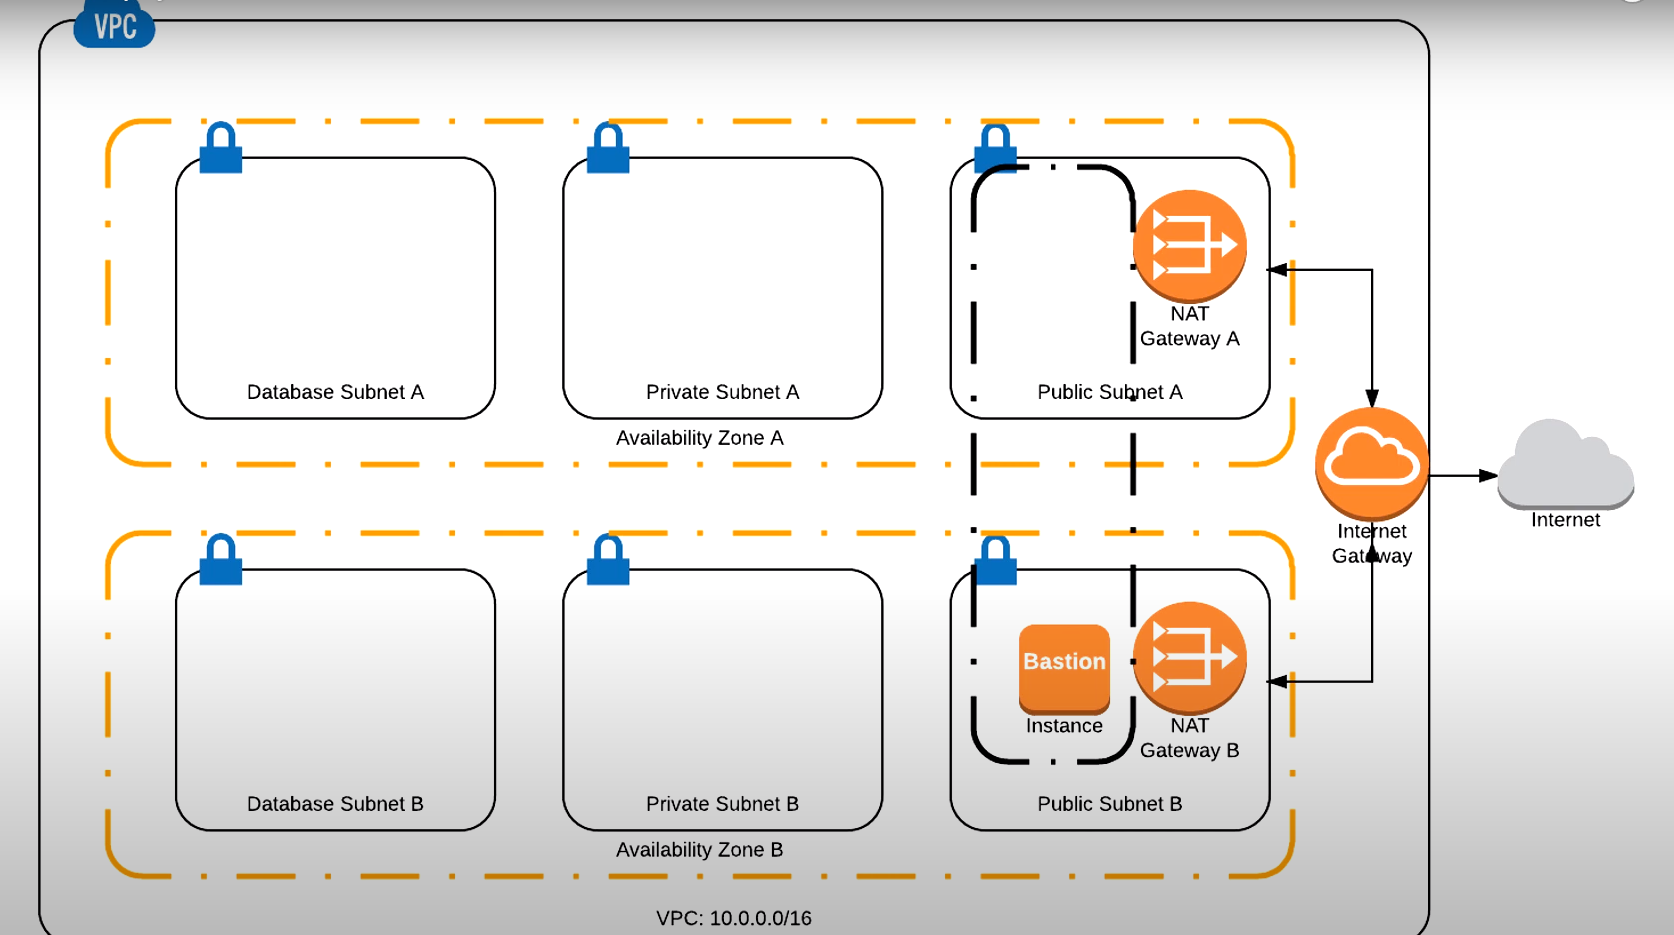 VPC
NAT
Gateway A
Database Subnet A
Private Subnet A
Public Subnet A
Availability Zone A
Internet
Gateway
Internet
Bastion
Instance
NAT
Gateway B
Database Subnet B
Private Subnet B
Public Subnet B
Availability Zone B
VPC: 10.0.0.0/16